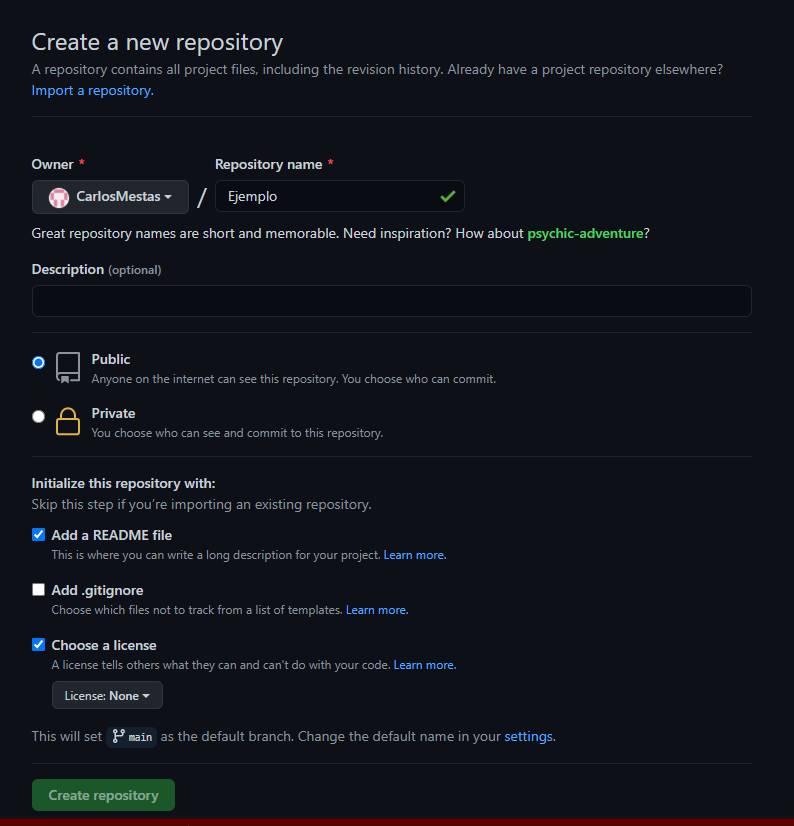 Create a new repository
A repository contains all project files, including the revision history. Already have a project repository elsewhere?
Import a repository.
Owner * Repository name *
CarlosMestas / Ejemplo
Great repository names are short and memorable. Need inspiration? How about psychic-adventure?
Description (optional)
Public
Anyone on the internet can see this repository. You choose who can commit.
Private
You choose who can see and commit to this repository.
Initialize this repository with:
Skip this step if you're importing an existing repository.
Add a README file
This is where you can write a long description for your project. Learn more.
Add .gitignore
Choose which files not to track from a list of templates. Learn more.
Choose a license
A license tells others what they can and can't do with your code. Learn more.
License: None
This will set main as the default branch. Change the default name in your settings.
Create repository